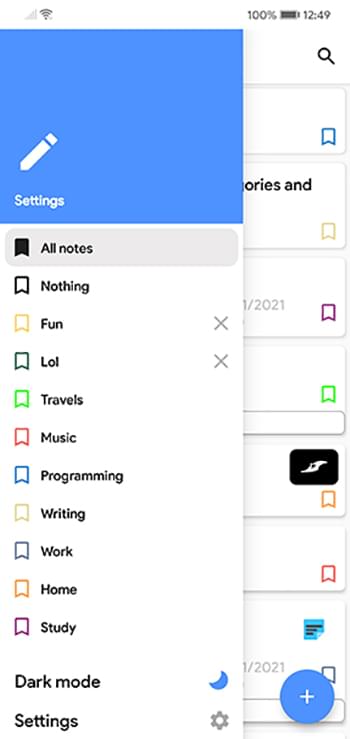 100% 12:49
Settings
ories and
All notes
Nothing
Fun
1/2021
Lol
Travels
Music
Programming
Writing
Work
Home
Study
1/2021
Dark mode
Settings